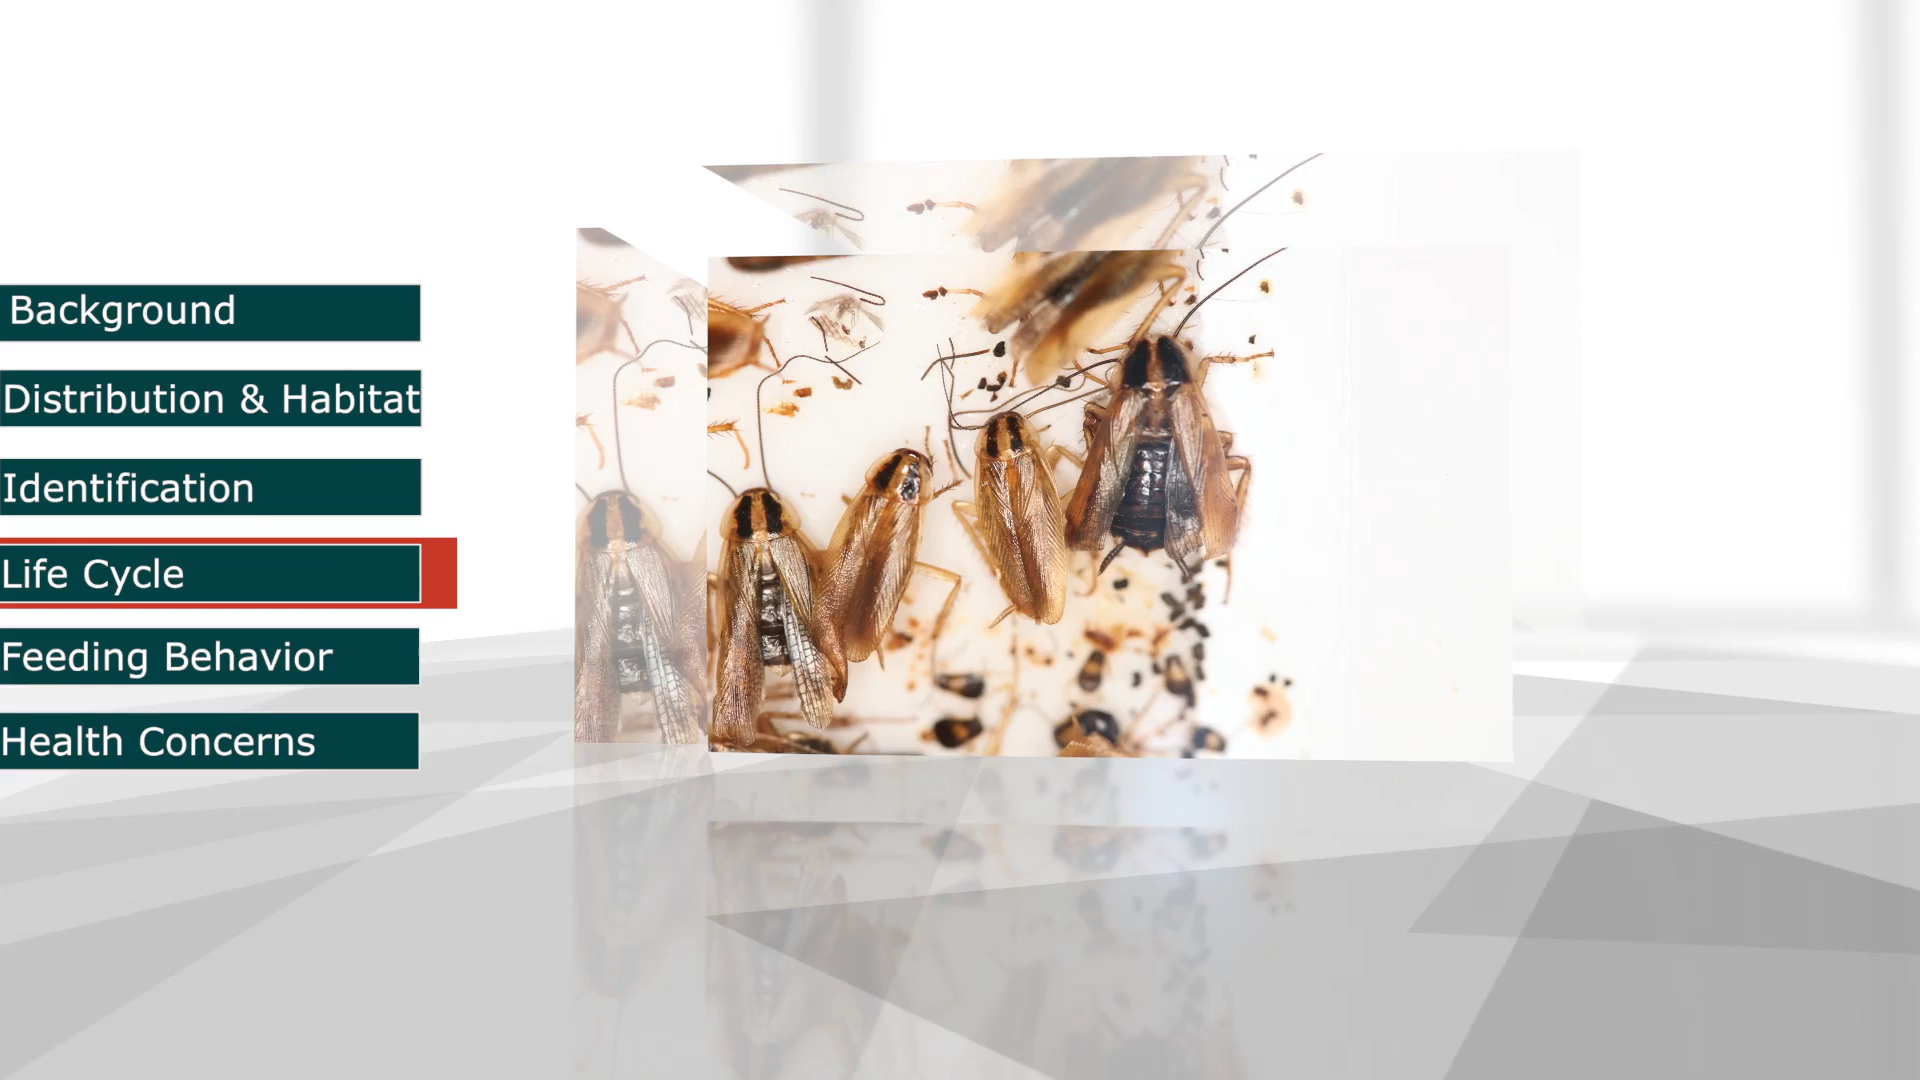 Background
Distribution & Habitat
Identification
Life Cycle
Feeding Behavior
Health Concerns